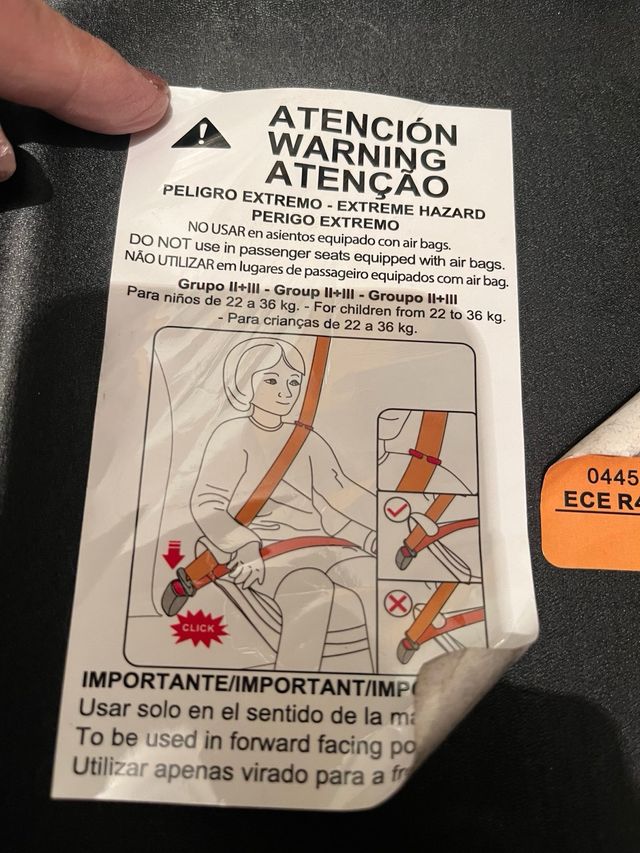 ATENCIÓN
WARNING
ATENÇÃO
PELIGRO EXTREMO - EXTREME HAZARD
PERIGO EXTREMO
NO USAR en asientos equipado con air bags.
DO NOT use in passenger seats equipped with air bags.
NÃO UTILIZAR em lugares de passageiro equipados com air bag.
Grupo II+III - Group II+III - Groupo II+III
Para niños de 22 a 36 kg. - For children from 22 to 36 kg.
- Para crianças de 22 a 36 kg.
CLICK
IMPORTANTE/IMPORTANT/IMPO
Usar solo en el sentido de la
To be used in forward facing
Utilizar apenas virado para a
0445
ECE